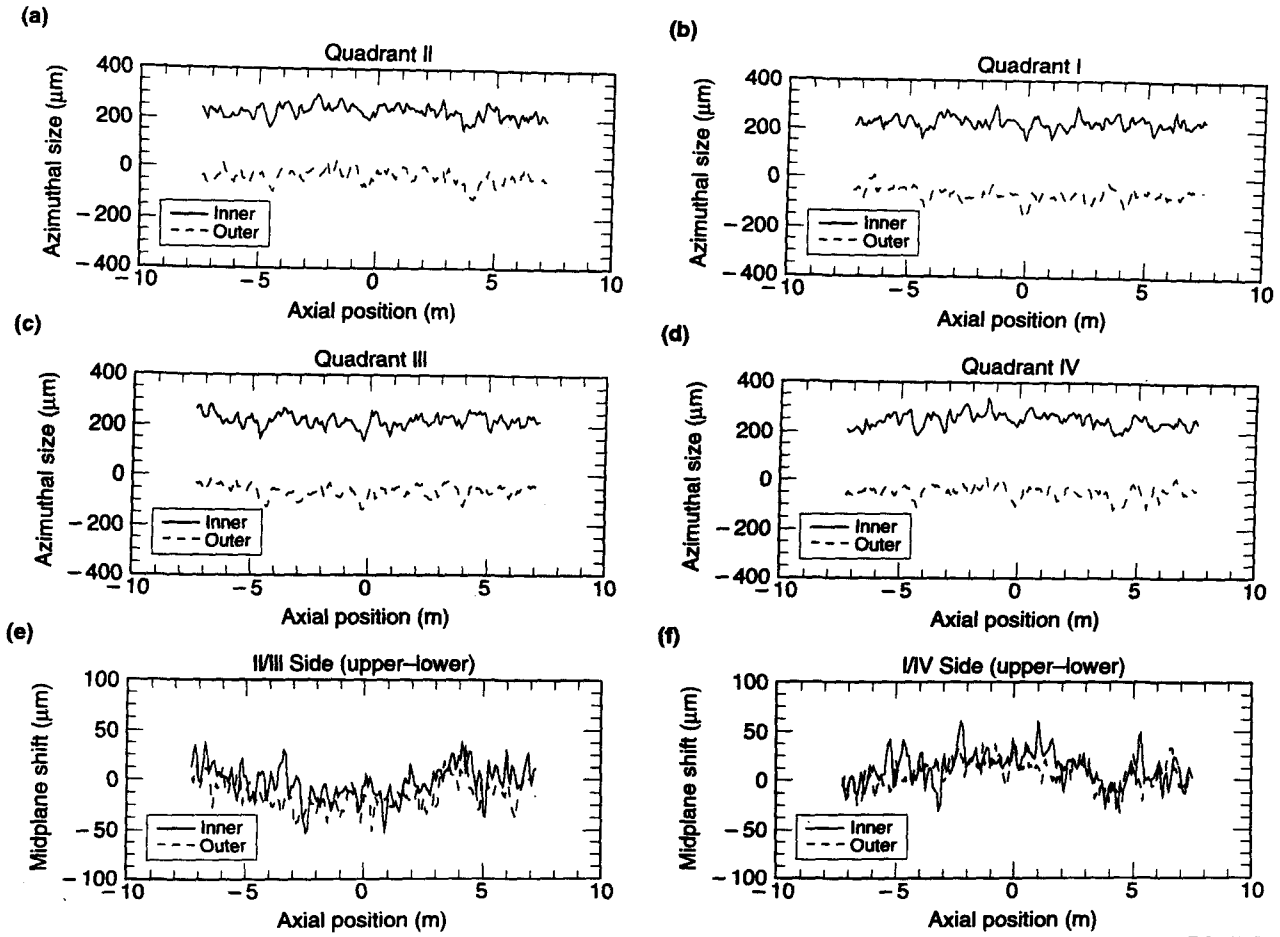 (a)
Quadrant II
400
200
0
−200
−400
Azimuthal size (μm)
Inner
Outer
−10 −5 0 5 10
Axial position (m)
(b)
Quadrant I
400
200
0
−200
−400
Azimuthal size (μm)
Inner
Outer
−10 −5 0 5 10
Axial position (m)
(c)
Quadrant III
400
200
0
−200
−400
Azimuthal size (μm)
Inner
Outer
−10 −5 0 5 10
Axial position (m)
(d)
Quadrant IV
400
200
0
−200
−400
Azimuthal size (μm)
Inner
Outer
−10 −5 0 5 10
Axial position (m)
(e)
II/III Side (upper–lower)
100
50
0
−50
−100
Midplane shift (μm)
Inner
Outer
−10 −5 0 5 10
Axial position (m)
(f)
I/IV Side (upper–lower)
100
50
0
−50
−100
Midplane shift (μm)
Inner
Outer
−10 −5 0 5 10
Axial position (m)